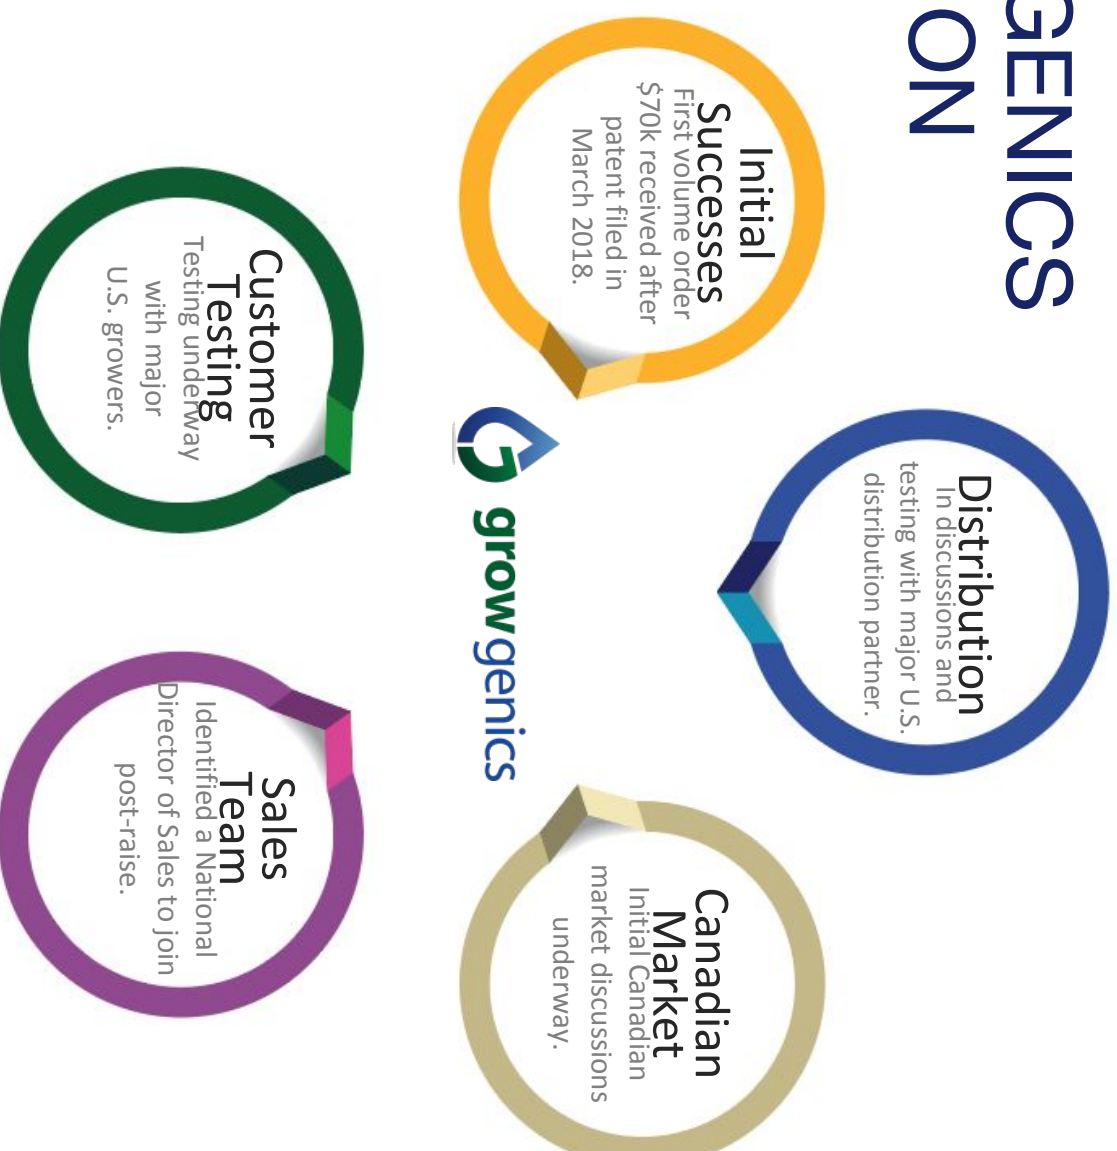 GENICS
ON
Distribution
In discussions and
testing with major U.S.
distribution partner.
Initial
Successes
First volume order
$70k received after
patent filed in
March 2018.
Canadian
Market
Initial Canadian
market discussions
underway.
growgenics
Customer
Testing
Testing underway
with major
U.S. growers.
Sales
Team
Identified a National
Director of Sales to join
post-raise.